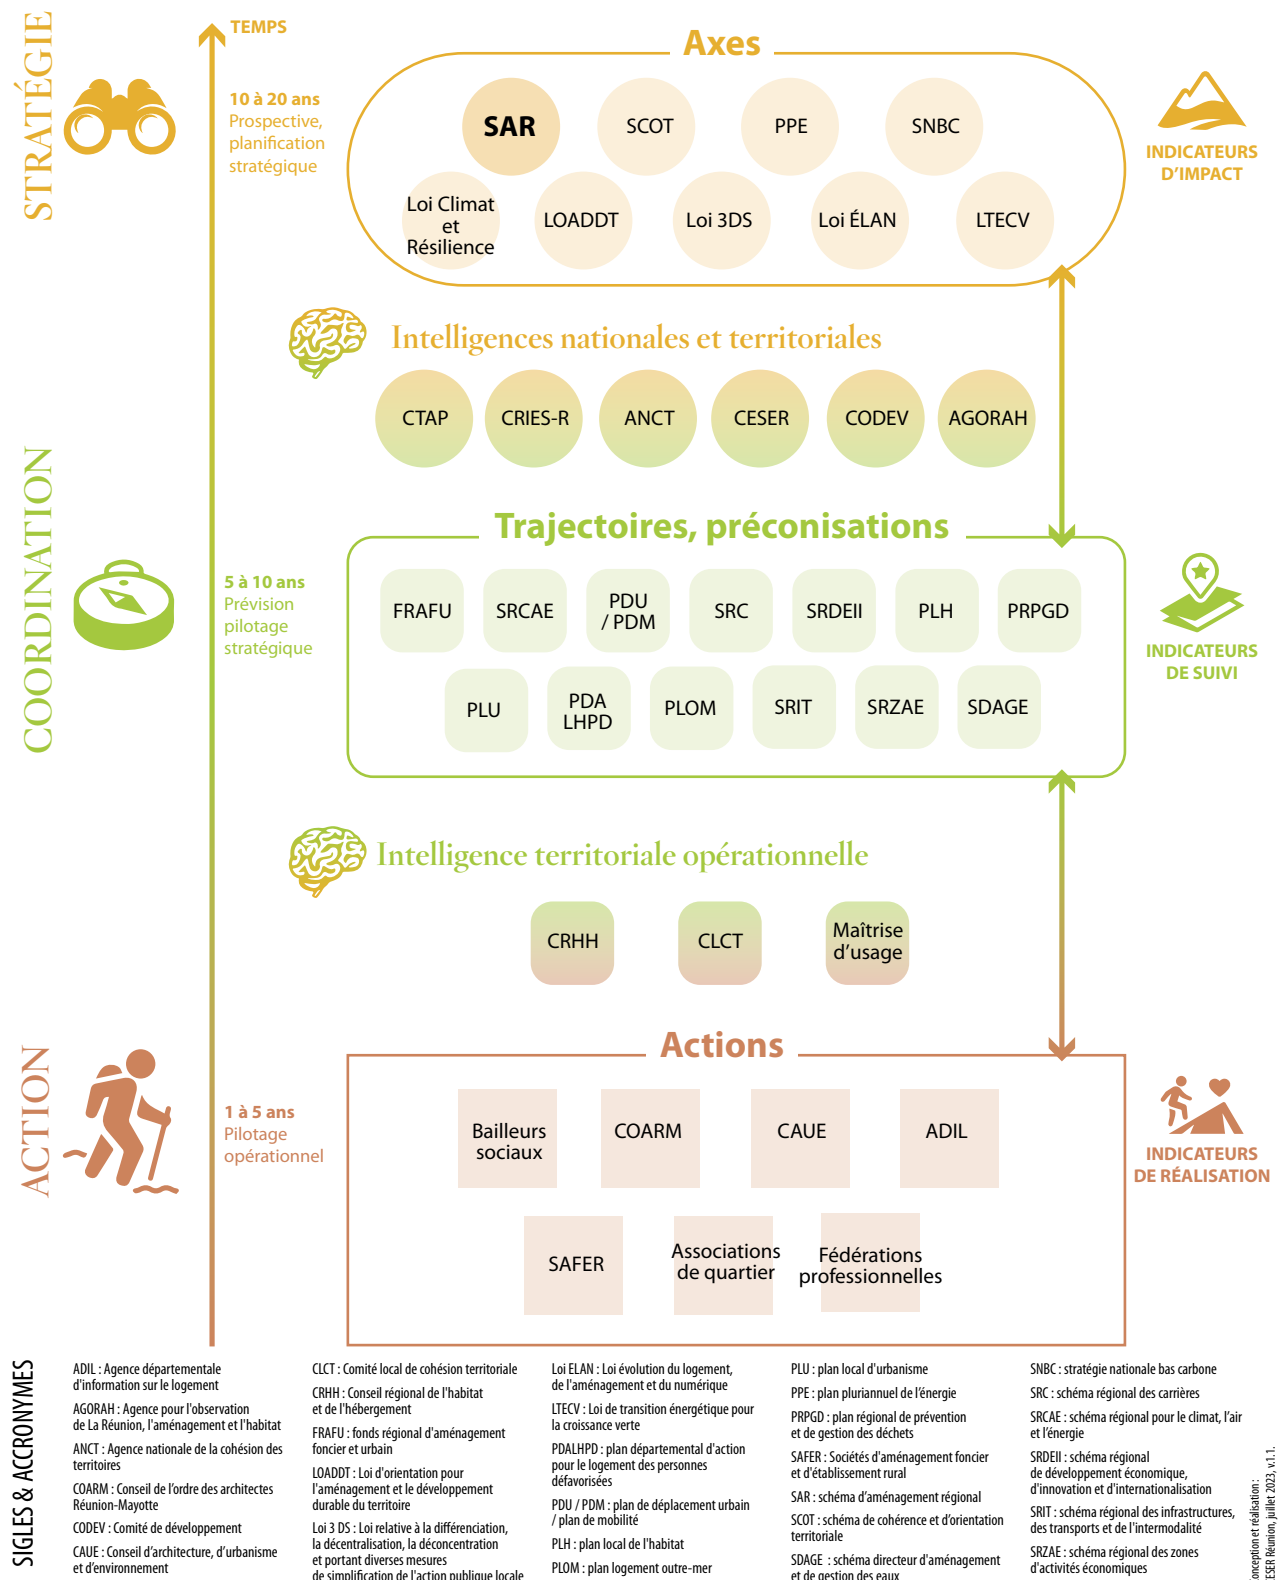 STRATÉGIE
TEMPS
10 à 20 ans
Prospective,
planification
stratégique
Axes
SAR
SCOT
PPE
SNBC
Loi Climat
et
Résilience
LOADDT
Loi 3DS
Loi ÉLAN
LTECV
INDICATEURS
D'IMPACT
Intelligences nationales et territoriales
CTAP
CRIES-R
ANCT
CESER
CODEV
AGORAH
COORDINATION
5 à 10 ans
Prévision
pilotage
stratégique
Trajectoires, préconisations
FRAFU
SRCAE
PDU
/ PDM
SRC
SRDEII
PLH
PRPGD
PLU
PDA
LHPD
PLOM
SRIT
SRZAE
SDAGE
INDICATEURS
DE SUIVI
Intelligence territoriale opérationnelle
CRHH
CLCT
Maîtrise
d'usage
ACTION
1 à 5 ans
Pilotage
opérationnel
Actions
Bailleurs
sociaux
COARM
CAUE
ADIL
SAFER
Associations
de quartier
Fédérations
professionnelles
INDICATEURS
DE RÉALISATION
SIGLES & ACCRONYMES
ADIL : Agence départementale
d'information sur le logement
AGORAH : Agence pour l'observation
de La Réunion, l'aménagement et l'habitat
ANCT : Agence nationale de la cohésion des
territoires
COARM : Conseil de l'ordre des architectes
Réunion-Mayotte
CODEV : Comité de développement
CAUE : Conseil d'architecture, d'urbanisme
et d'environnement
CLCT : Comité local de cohésion territoriale
CRHH : Conseil régional de l'habitat
et de l'hébergement
FRAFU : fonds régional d'aménagement
foncier et urbain
LOADDT : Loi d'orientation pour
l'aménagement et le développement
durable du territoire
Loi 3 DS : Loi relative à la différenciation,
la décentralisation, la déconcentration
et portant diverses mesures
de simplification de l'action publique locale
Loi ELAN : Loi évolution du logement,
de l'aménagement et du numérique
LTECV : Loi de transition énergétique pour
la croissance verte
PDALHPD : plan départemental d'action
pour le logement des personnes
défavorisées
PDU / PDM : plan de déplacement urbain
/ plan de mobilité
PLH : plan local de l'habitat
PLOM : plan logement outre-mer
PLU : plan local d'urbanisme
PPE : plan pluriannuel de l'énergie
PRPGD : plan régional de prévention
et de gestion des déchets
SAFER : Sociétés d'aménagement foncier
et d'établissement rural
SAR : schéma d'aménagement régional
SCOT : schéma de cohérence et d'orientation
territoriale
SDAGE : schéma directeur d'aménagement
et de gestion des eaux
SNBC : stratégie nationale bas carbone
SRC : schéma régional des carrières
SRCAE : schéma régional pour le climat, l'air
et l'énergie
SRDEII : schéma régional
de développement économique,
d'innovation et d'internationalisation
SRIT : schéma régional des infrastructures,
des transports et de l'intermodalité
SRZAE : schéma régional des zones
d'activités économiques
onception et réalisation :
ESER Réunion, juillet 2023, v.1.1.